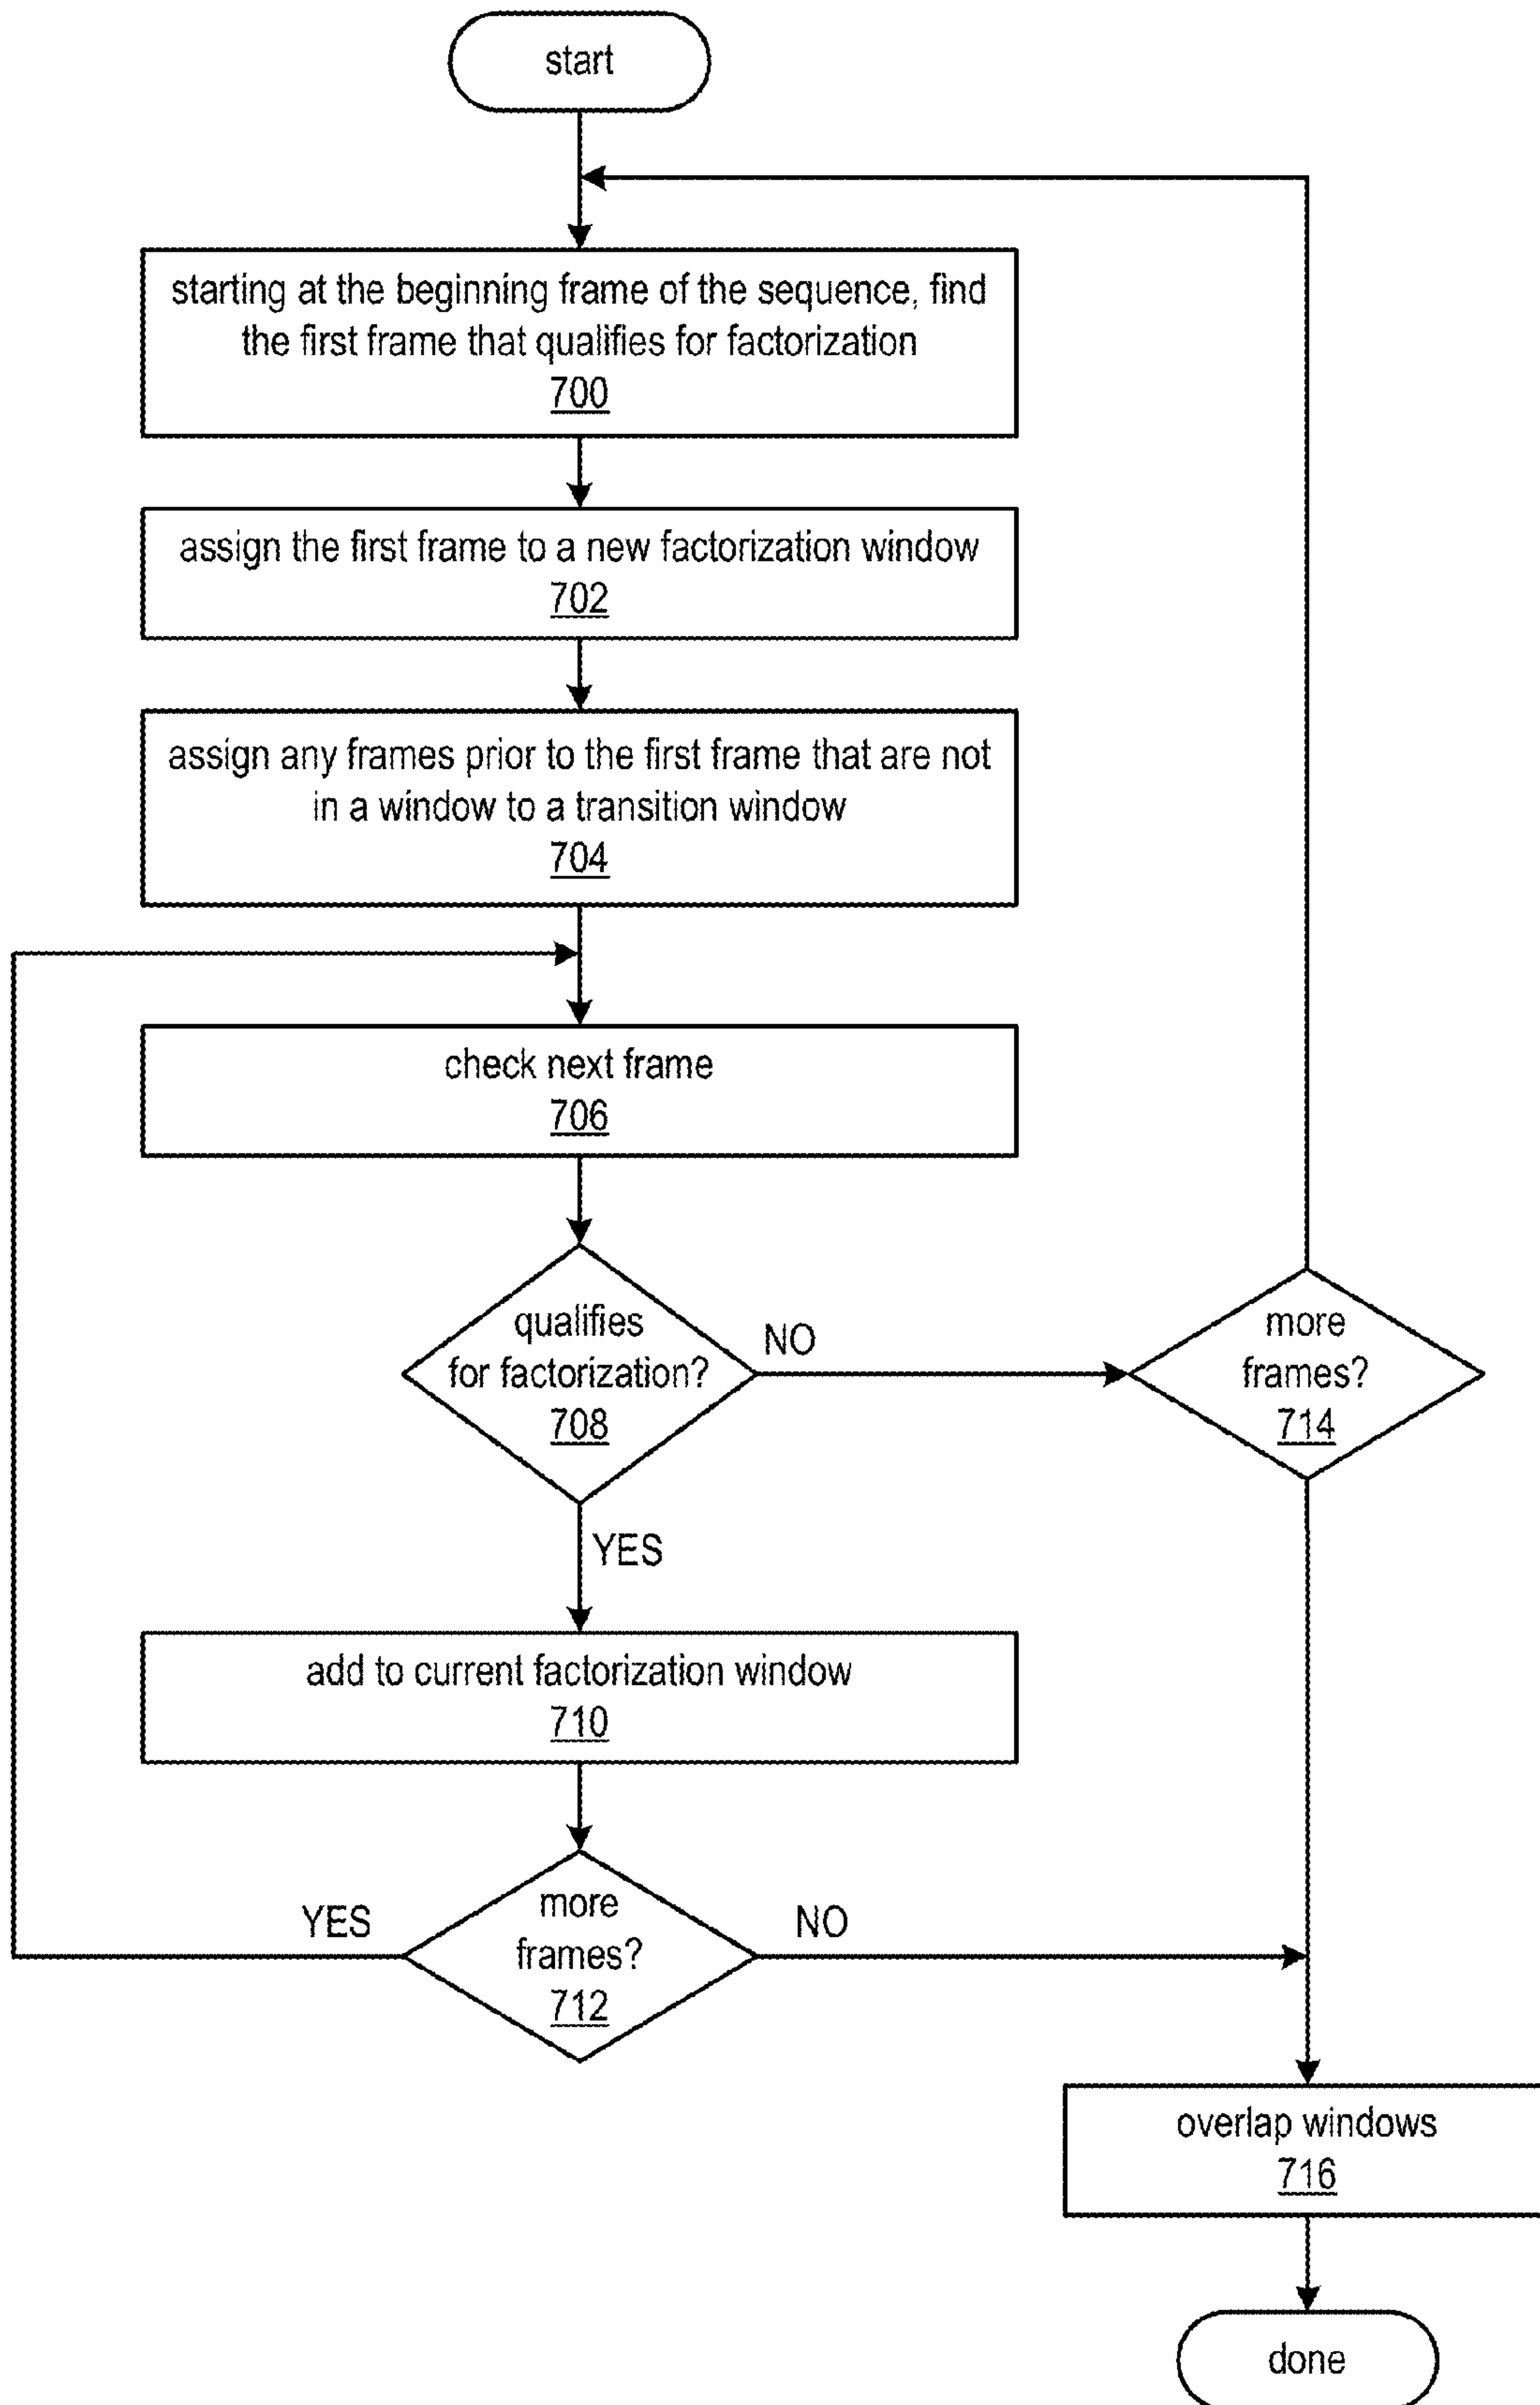 start
starting at the beginning frame of the sequence, find
the first frame that qualifies for factorization
700
assign the first frame to a new factorization window
702
assign any frames prior to the first frame that are not
in a window to a transition window
704
check next frame
706
qualifies
for factorization?
708
NO
more
frames?
714
YES
add to current factorization window
710
more
frames?
712
YES
NO
overlap windows
716
done